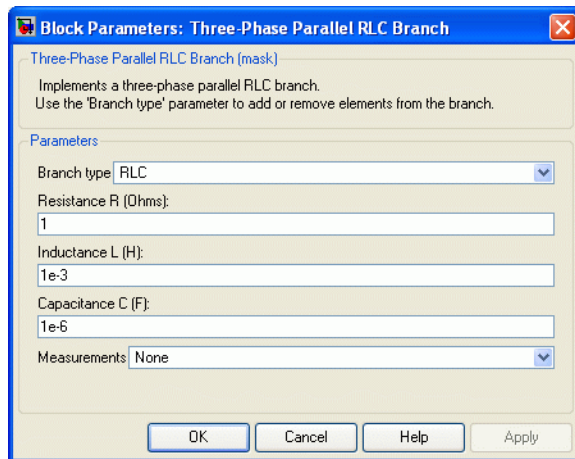 Block Parameters: Three-Phase Parallel RLC Branch
Three-Phase Parallel RLC Branch (mask)
Implements a three-phase parallel RLC branch.
Use the 'Branch type' parameter to add or remove elements from the branch.
Parameters
Branch type RLC
Resistance R (Ohms):
1
Inductance L (H):
1e-3
Capacitance C (F):
1e-6
Measurements None
OK Cancel Help Apply